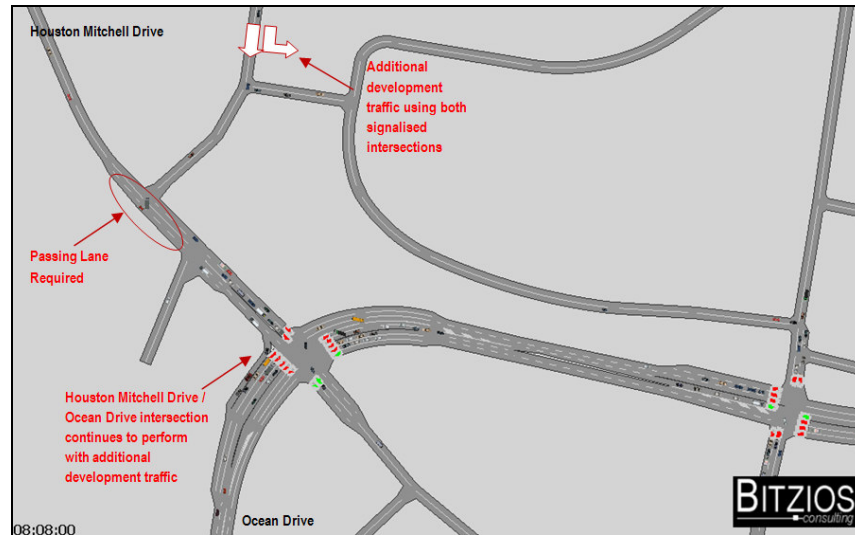 Houston Mitchell Drive
Additional
development
traffic using both
signalised
intersections
Passing Lane
Required
Houston Mitchell Drive /
Ocean Drive intersection
continues to perform
with additional
development traffic
Ocean Drive
08:08:00
BITZIOS
consulting